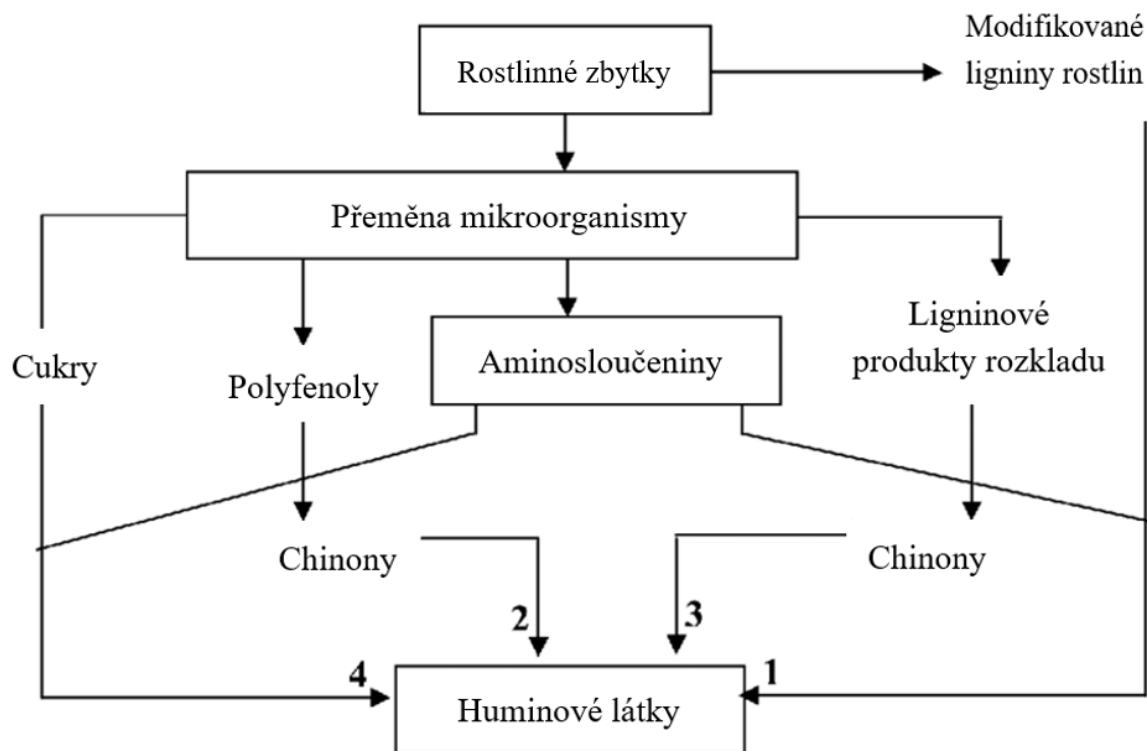 Modifikované
ligniny rostlin
Rostlinné zbytky
Přeměna mikroorganismy
Ligninové
produkty rozkladu
Cukry
Polyfenoly
Aminosloučeniny
Chinony
Chinony
2
3
4
1
Huminové látky